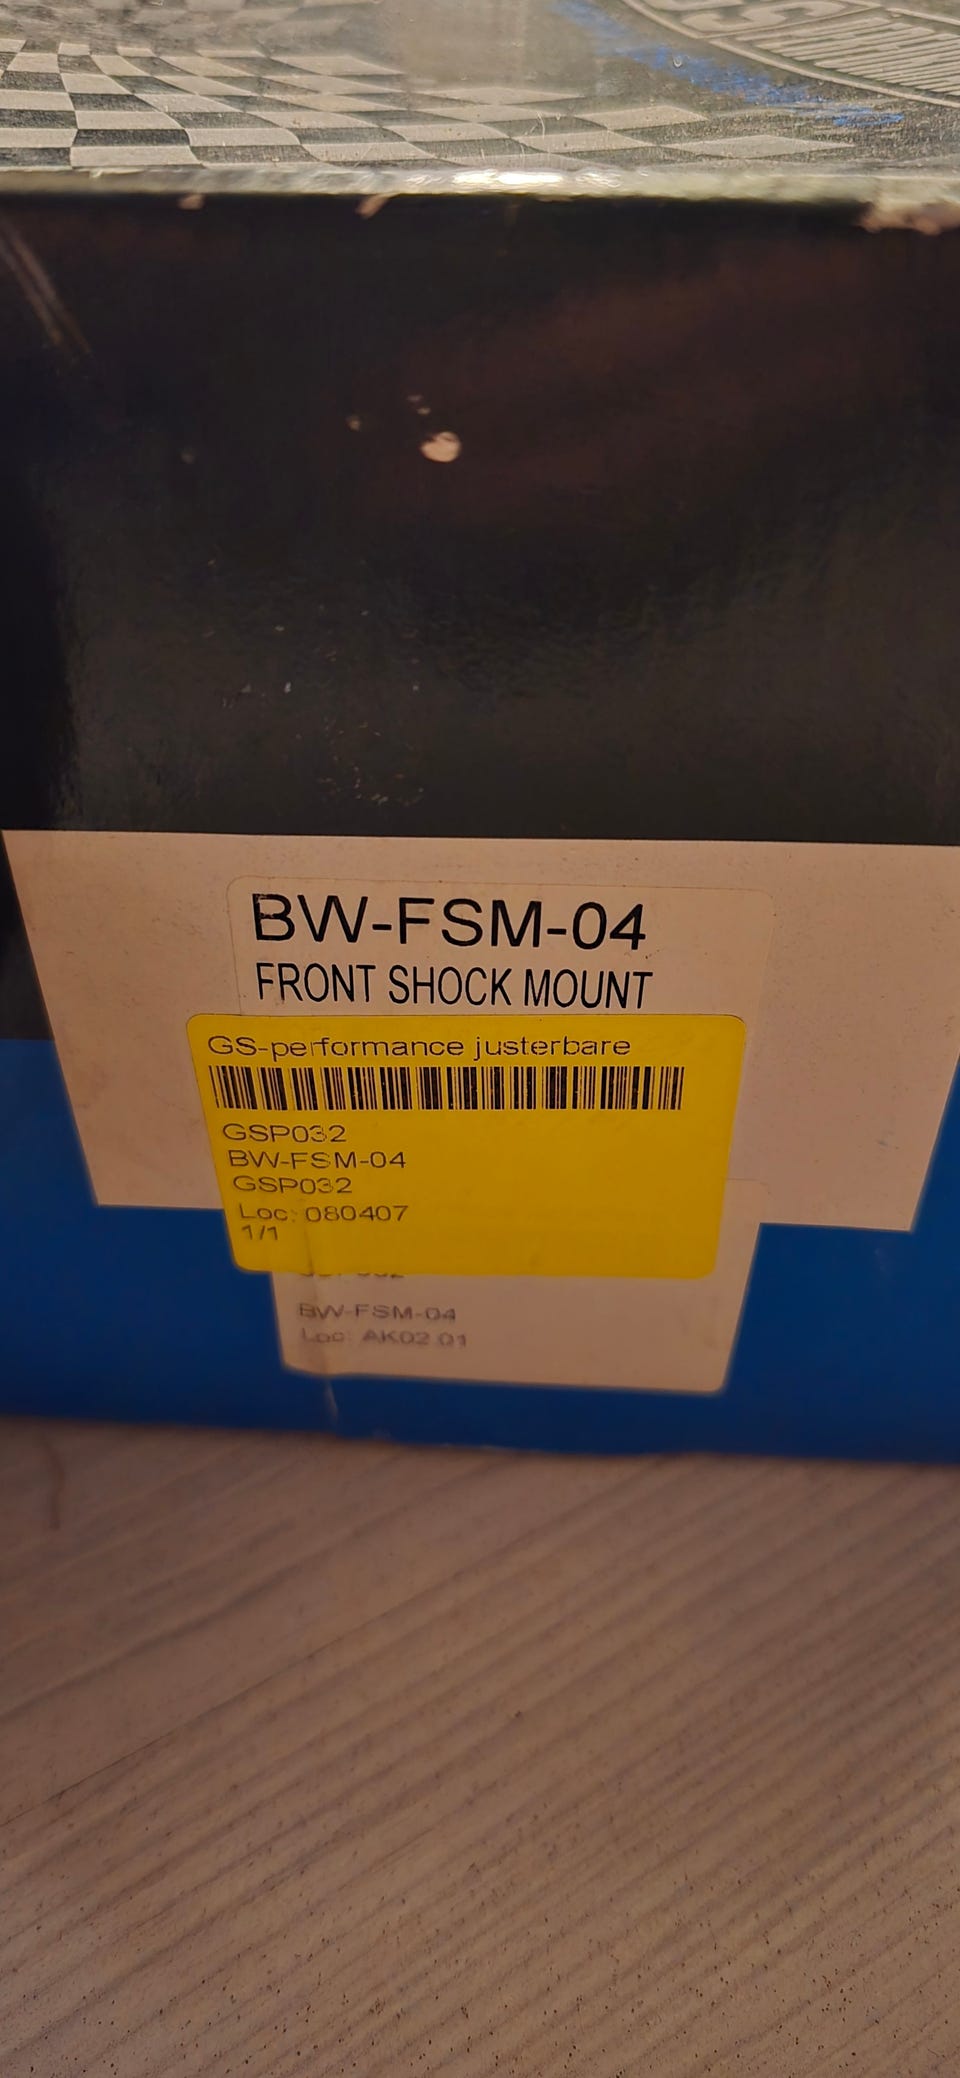 BW-FSM-04
FRONT SHOCK MOUNT
GS-performance justerbare
GSP032
BW-FSM-04
GSP032
Loc: 080407
1/1
BW-FSM-04
Loc: AK02 01